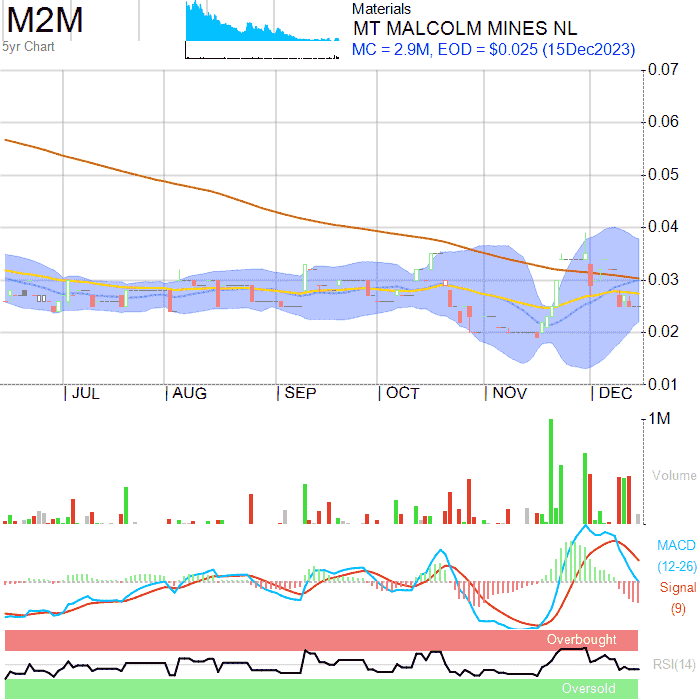 M2M
5yr Chart
Materials
MT MALCOLM MINES NL
MC = 2.9M, EOD = $0.025 (15Dec2023)
0.07
0.06
0.05
0.04
0.03
0.02
0.01
JUL AUG SEP OCT NOV DEC
1M
Volume
MACD
(12-26)
Signal
(9)
Overbought
RSI(14)
Oversold